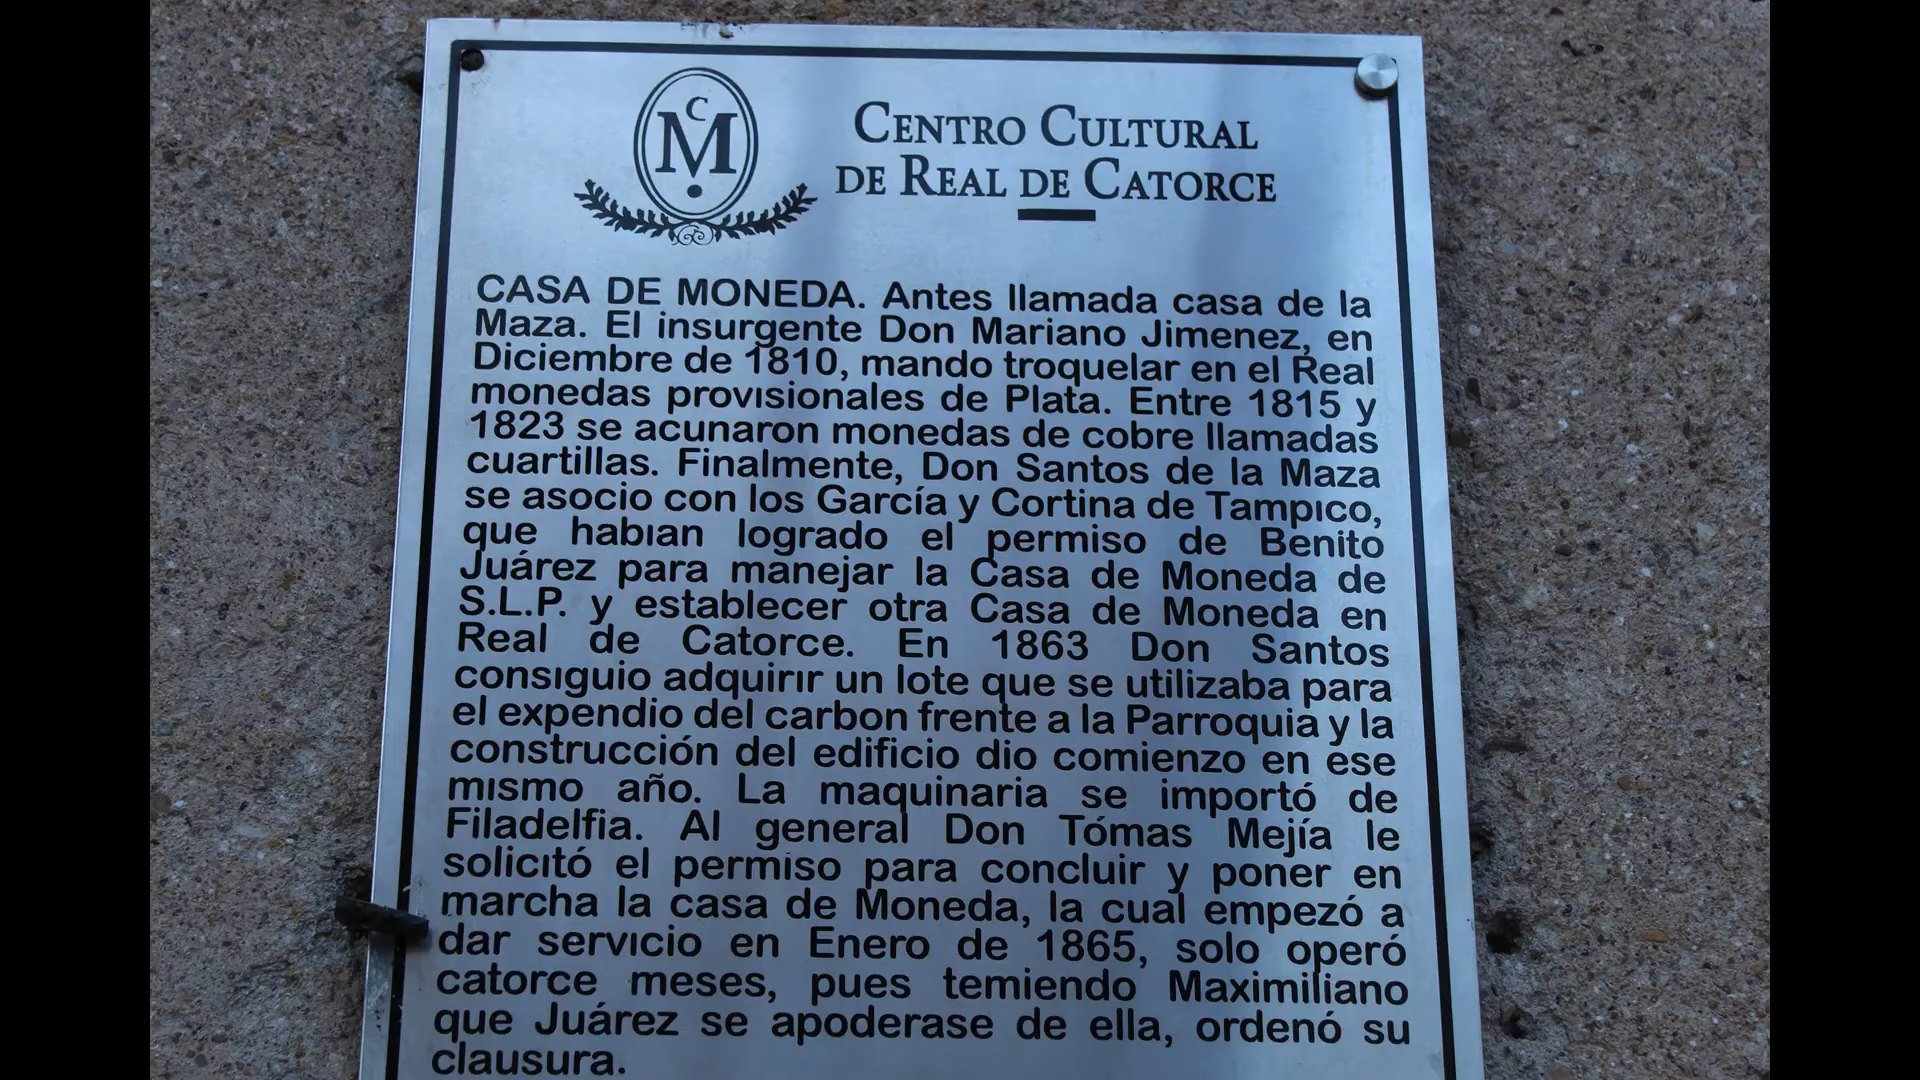 C
M
CENTRO CULTURAL
DE REAL DE CATORCE
CASA DE MONEDA. Antes llamada casa de la
Maza. El insurgente Don Mariano Jimenez, en
Diciembre de 1810, mando troquelar en el Real
monedas provisionales de Plata. Entre 1815 y
1823 se acunaron monedas de cobre llamadas
cuartillas. Finalmente, Don Santos de la Maza
se asocio con los García y Cortina de Tampico,
que habian logrado el permiso de Benito
Juárez para manejar la Casa de Moneda de
S.L.P. y establecer otra Casa de Moneda en
Real de Catorce. En 1863 Don Santos
consiguio adquirir un lote que se utilizaba para
el expendio del carbon frente a la Parroquia y la
construcción del edificio dio comienzo en ese
mismo año. La maquinaria se importó de
Filadelfia. Al general Don Tómas Mejía le
solicitó el permiso para concluir y poner en
marcha la casa de Moneda, la cual empezó a
dar servicio en Enero de 1865, solo operó
catorce meses, pues temiendo Maximiliano
que Juárez se apoderase de ella, ordenó su
clausura.